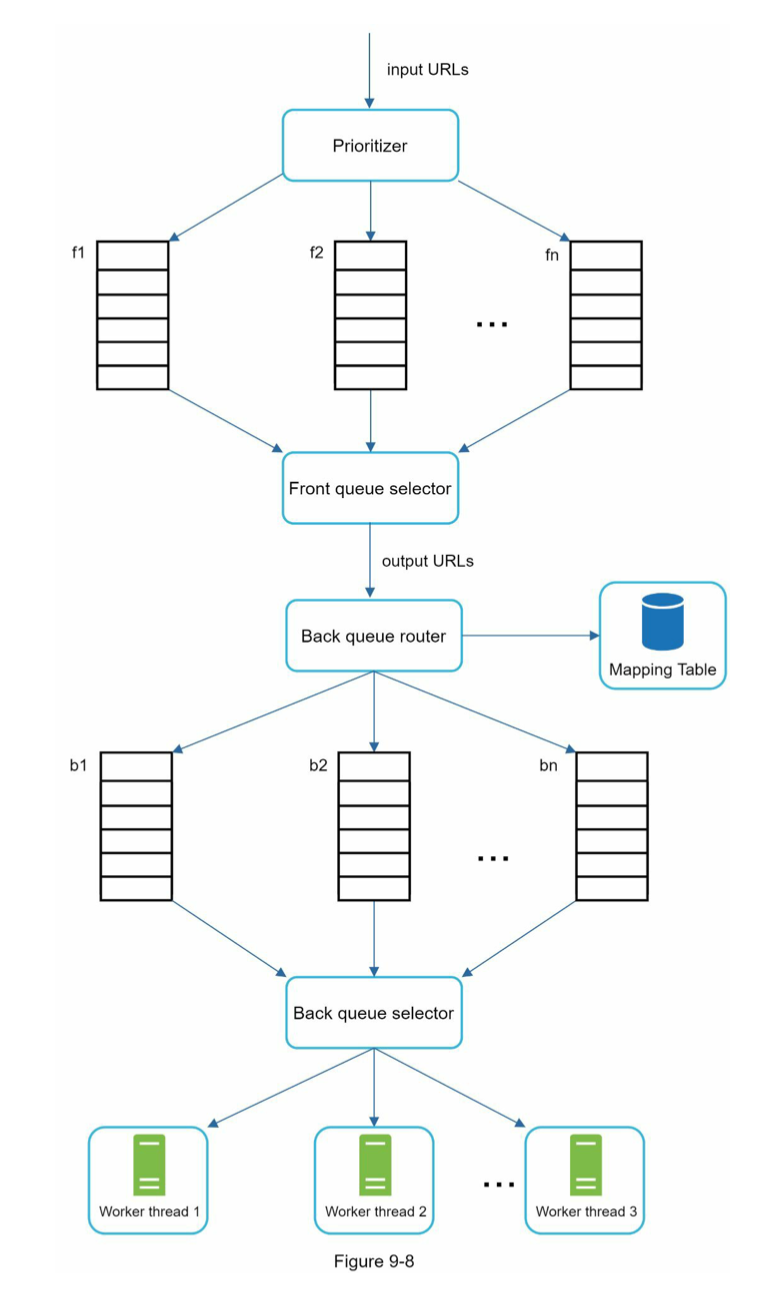 input URLs
Prioritizer
f1
f2
fn
...
Front queue selector
output URLs
Back queue router
Mapping Table
b1
b2
bn
...
Back queue selector
...
Worker thread 1
Worker thread 2
Worker thread 3
Figure 9-8